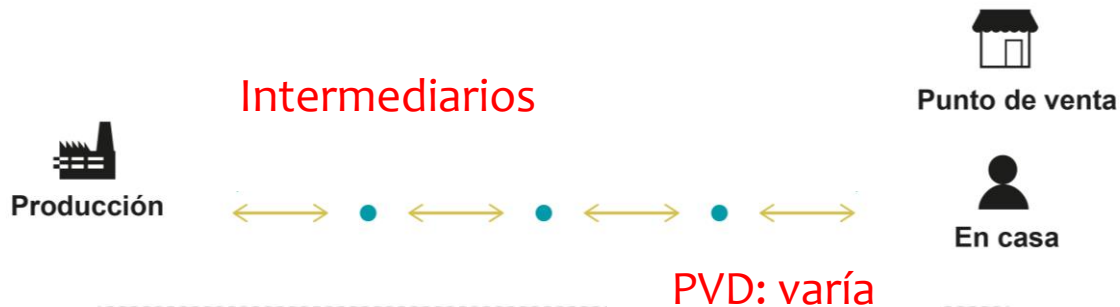 Punto de venta
Intermediarios
Producción
En casa
PVD: varía